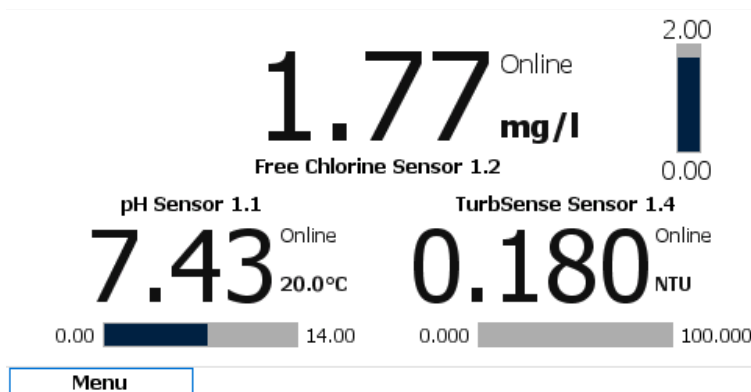 2.00
1.77 Online
mg/l
Free Chlorine Sensor 1.2
0.00
pH Sensor 1.1
7.43 Online
20.0°C
0.00 14.00
TurbSense Sensor 1.4
0.180 Online
NTU
0.000 100.000
Menu